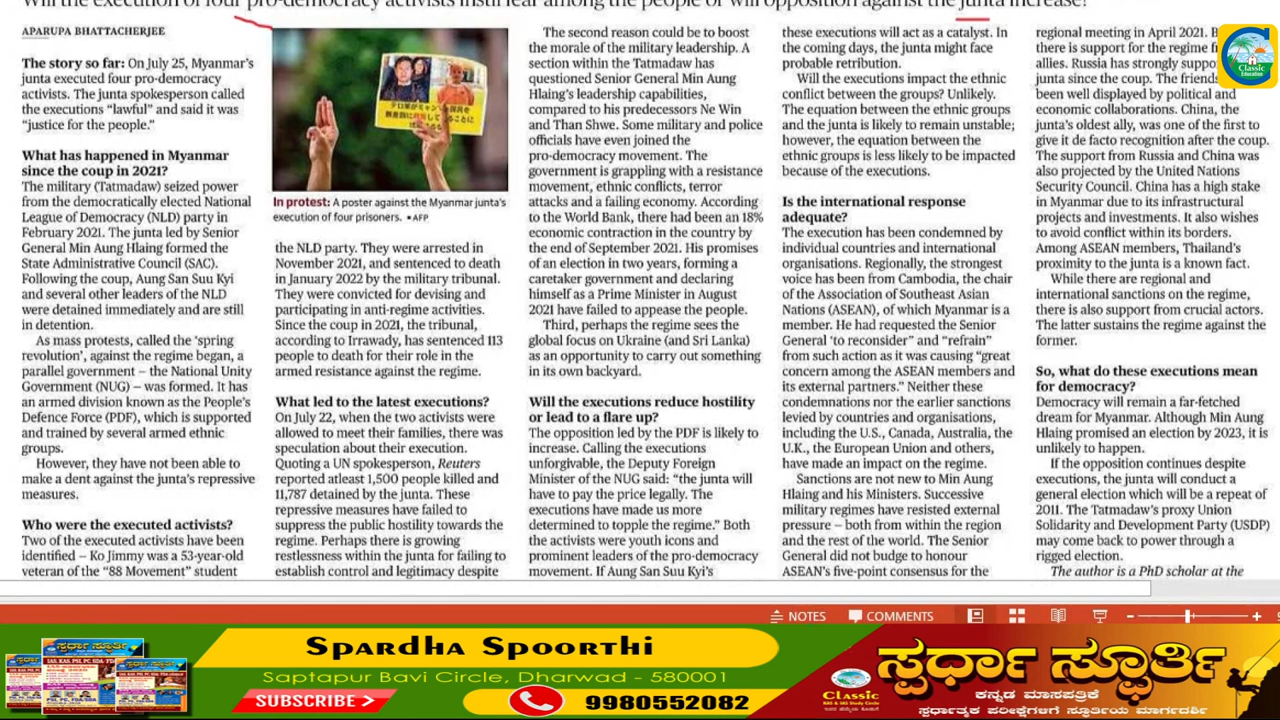 Will the execution of four pro-democracy activists instil fear among the people or will opposition against the junta increase?
APARUPA BHATTACHERJEE
The story so far: On July 25, Myanmar's
junta executed four pro-democracy
activists. The junta spokesperson called
the executions "lawful" and said it was
"justice for the people."
What has happened in Myanmar
since the coup in 2021?
The military (Tatmadaw) seized power
from the democratically elected National
League of Democracy (NLD) party in
February 2021. The junta led by Senior
General Min Aung Hlaing formed the
State Administrative Council (SAC).
Following the coup, Aung San Suu Kyi
and several other leaders of the NLD
were detained immediately and are still
in detention.
As mass protests, called the 'spring
revolution', against the regime began, a
parallel government – the National Unity
Government (NUG) – was formed. It has
an armed division known as the People's
Defence Force (PDF), which is supported
and trained by several armed ethnic
groups.
However, they have not been able to
make a dent against the junta's repressive
measures.
Who were the executed activists?
Two of the executed activists have been
identified – Ko Jimmy was a 53-year-old
veteran of the "88 Movement" student
In protest: A poster against the Myanmar junta's
execution of four prisoners. • AFP
the NLD party. They were arrested in
November 2021, and sentenced to death
in January 2022 by the military tribunal.
They were convicted for devising and
participating in anti-regime activities.
Since the coup in 2021, the tribunal,
according to Irrawady, has sentenced 113
people to death for their role in the
armed resistance against the regime.
What led to the latest executions?
On July 22, when the two activists were
allowed to meet their families, there was
speculation about their execution.
Quoting a UN spokesperson, Reuters
reported atleast 1,500 people killed and
11,787 detained by the junta. These
repressive measures have failed to
suppress the public hostility towards the
regime. Perhaps there is growing
restlessness within the junta for failing to
establish control and legitimacy despite
The second reason could be to boost
the morale of the military leadership. A
section within the Tatmadaw has
questioned Senior General Min Aung
Hlaing's leadership capabilities,
compared to his predecessors Ne Win
and Than Shwe. Some military and police
officials have even joined the
pro-democracy movement. The
government is grappling with a resistance
movement, ethnic conflicts, terror
attacks and a failing economy. According
to the World Bank, there had been an 18%
economic contraction in the country by
the end of September 2021. His promises
of an election in two years, forming a
caretaker government and declaring
himself as a Prime Minister in August
2021 have failed to appease the people.
Third, perhaps the regime sees the
global focus on Ukraine (and Sri Lanka)
as an opportunity to carry out something
in its own backyard.
Will the executions reduce hostility
or lead to a flare up?
The opposition led by the PDF is likely to
increase. Calling the executions
unforgivable, the Deputy Foreign
Minister of the NUG said: "the junta will
have to pay the price legally. The
executions have made us more
determined to topple the regime." Both
the activists were youth icons and
prominent leaders of the pro-democracy
movement. If Aung San Suu Kyi's
these executions will act as a catalyst. In
the coming days, the junta might face
probable retribution.
Will the executions impact the ethnic
conflict between the groups? Unlikely.
The equation between the ethnic groups
and the junta is likely to remain unstable;
however, the equation between the
ethnic groups is less likely to be impacted
because of the executions.
Is the international response
adequate?
The execution has been condemned by
individual countries and international
organisations. Regionally, the strongest
voice has been from Cambodia, the chair
of the Association of Southeast Asian
Nations (ASEAN), of which Myanmar is a
member. He had requested the Senior
General 'to reconsider" and "refrain"
from such action as it was causing "great
concern among the ASEAN members and
its external partners." Neither these
condemnations nor the earlier sanctions
levied by countries and organisations,
including the U.S., Canada, Australia, the
U.K., the European Union and others,
have made an impact on the regime.
Sanctions are not new to Min Aung
Hlaing and his Ministers. Successive
military regimes have resisted external
pressure – both from within the region
and the rest of the world. The Senior
General did not budge to honour
ASEAN's five-point consensus for the
regional meeting in April 2021.
there is support for the regime
allies. Russia has strongly
junta since the coup. The
been well displayed by political and
economic collaborations. China, the
junta's oldest ally, was one of the first to
give it de facto recognition after the coup.
The support from Russia and China was
also projected by the United Nations
Security Council. China has a high stake
in Myanmar due to its infrastructural
projects and investments. It also wishes
to avoid conflict within its borders.
Among ASEAN members, Thailand's
proximity to the junta is a known fact.
While there are regional and
international sanctions on the regime,
there is also support from crucial actors.
The latter sustains the regime against the
former.
So, what do these executions mean
for democracy?
Democracy will remain a far-fetched
dream for Myanmar. Although Min Aung
Hlaing promised an election by 2023, it is
unlikely to happen.
If the opposition continues despite
executions, the junta will conduct a
general election which will be a repeat of
2011. The Tatmadaw's proxy Union
Solidarity and Development Party (USDP)
may come back to power through a
rigged election.
The author is a PhD scholar at the
Classic
Education
NOTES
COMMENTS
SPARDHA SPOORTHI
Saptapur Bavi Circle, Dharwad - 580001
SUBSCRIBE
9980552082
Classic
IAS & KAS Study Circle
ಸ್ಪರ್ಧಾ ಸ್ಫೂರ್ತಿ
ಕನ್ನಡ ಮಾಸಪತ್ರಿಕೆ
ಸ್ಪರ್ಧಾತ್ಮಕ ಪರೀಕ್ಷೆಗಳಿಗೆ ಸ್ಫೂರ್ತಿಯ ಮಾರ್ಗದರ್ಶಿ